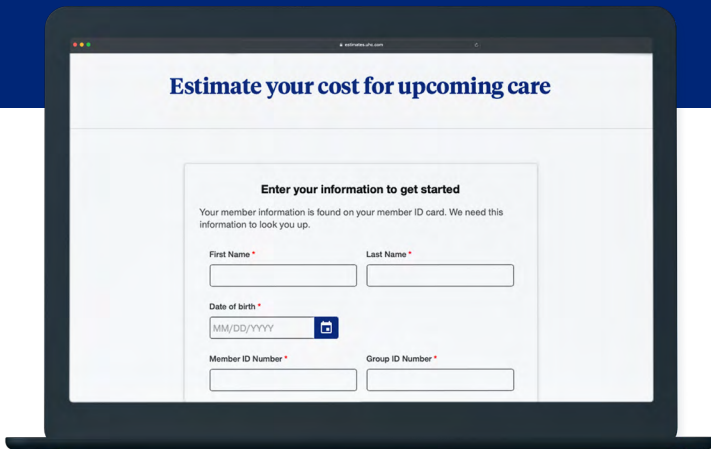 estimates.uhc.com
Estimate your cost for upcoming care
Enter your information to get started
Your member information is found on your member ID card. We need this
information to look you up.
First Name * Last Name *
Date of birth *
MM/DD/YYYY
Member ID Number * Group ID Number *